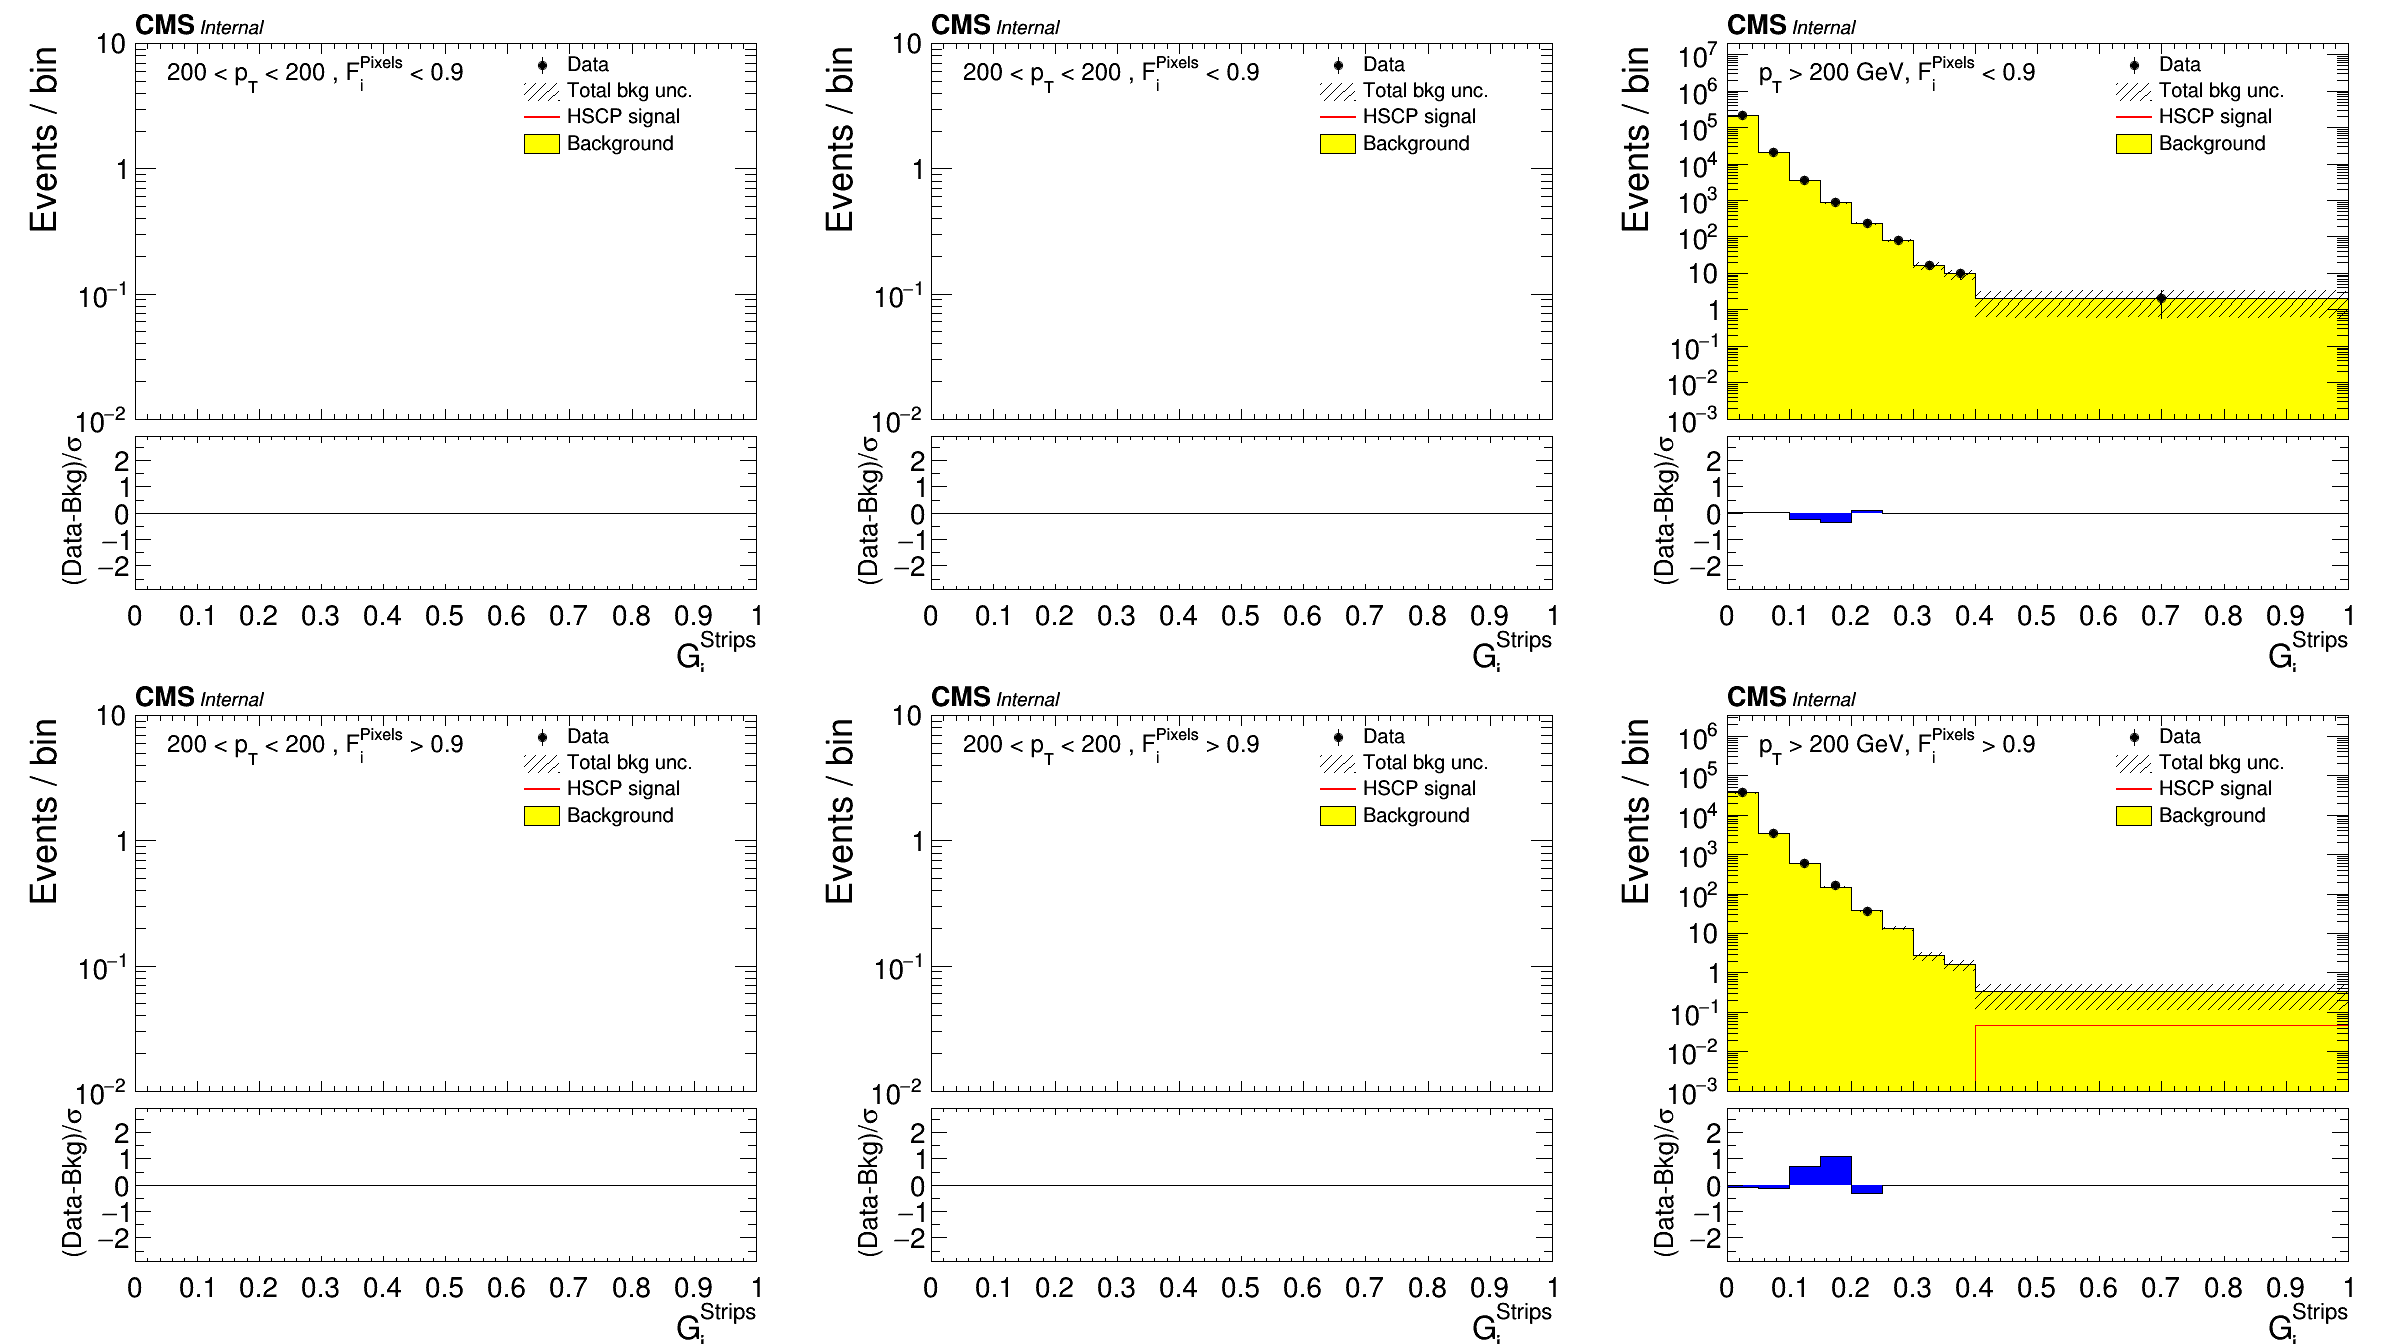 CMS Internal
Events / bin
200 < p_T < 200 , F_i^Pixels < 0.9
Data
Total bkg unc.
HSCP signal
Background
10
1
10^−1
10^−2
(Data-Bkg)/σ
2
1
0
−1
−2
0 0.1 0.2 0.3 0.4 0.5 0.6 0.7 0.8 0.9 1
G_i^Strips
CMS Internal
Events / bin
200 < p_T < 200 , F_i^Pixels < 0.9
Data
Total bkg unc.
HSCP signal
Background
10
1
10^−1
10^−2
(Data-Bkg)/σ
2
1
0
−1
−2
0 0.1 0.2 0.3 0.4 0.5 0.6 0.7 0.8 0.9 1
G_i^Strips
CMS Internal
Events / bin
p_T > 200 GeV, F_i^Pixels < 0.9
Data
Total bkg unc.
HSCP signal
Background
10^7
10^6
10^5
10^4
10^3
10^2
10
1
10^−1
10^−2
10^−3
(Data-Bkg)/σ
2
1
0
−1
−2
0 0.1 0.2 0.3 0.4 0.5 0.6 0.7 0.8 0.9 1
G_i^Strips
CMS Internal
Events / bin
200 < p_T < 200 , F_i^Pixels > 0.9
Data
Total bkg unc.
HSCP signal
Background
10
1
10^−1
10^−2
(Data-Bkg)/σ
2
1
0
−1
−2
0 0.1 0.2 0.3 0.4 0.5 0.6 0.7 0.8 0.9 1
G_i^Strips
CMS Internal
Events / bin
200 < p_T < 200 , F_i^Pixels > 0.9
Data
Total bkg unc.
HSCP signal
Background
10
1
10^−1
10^−2
(Data-Bkg)/σ
2
1
0
−1
−2
0 0.1 0.2 0.3 0.4 0.5 0.6 0.7 0.8 0.9 1
G_i^Strips
CMS Internal
Events / bin
p_T > 200 GeV, F_i^Pixels > 0.9
Data
Total bkg unc.
HSCP signal
Background
10^6
10^5
10^4
10^3
10^2
10
1
10^−1
10^−2
10^−3
(Data-Bkg)/σ
2
1
0
−1
−2
0 0.1 0.2 0.3 0.4 0.5 0.6 0.7 0.8 0.9 1
G_i^Strips